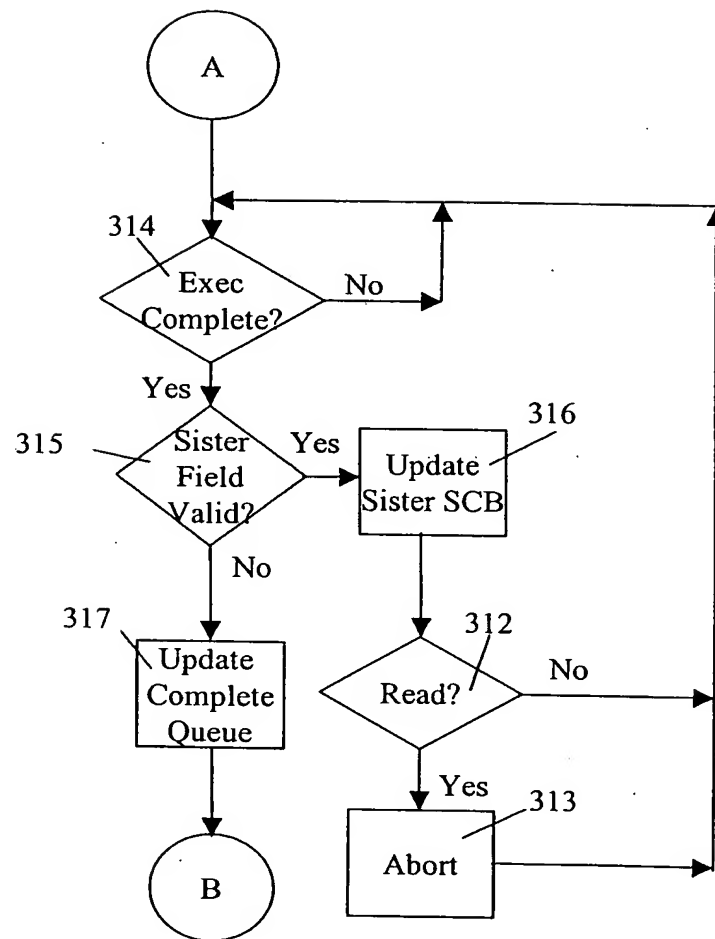 A
314
Exec
Complete?
No
Yes
315
Sister
Field
Valid?
Yes
316
Update
Sister SCB
No
317
Update
Complete
Queue
312
Read?
No
Yes
313
Abort
B